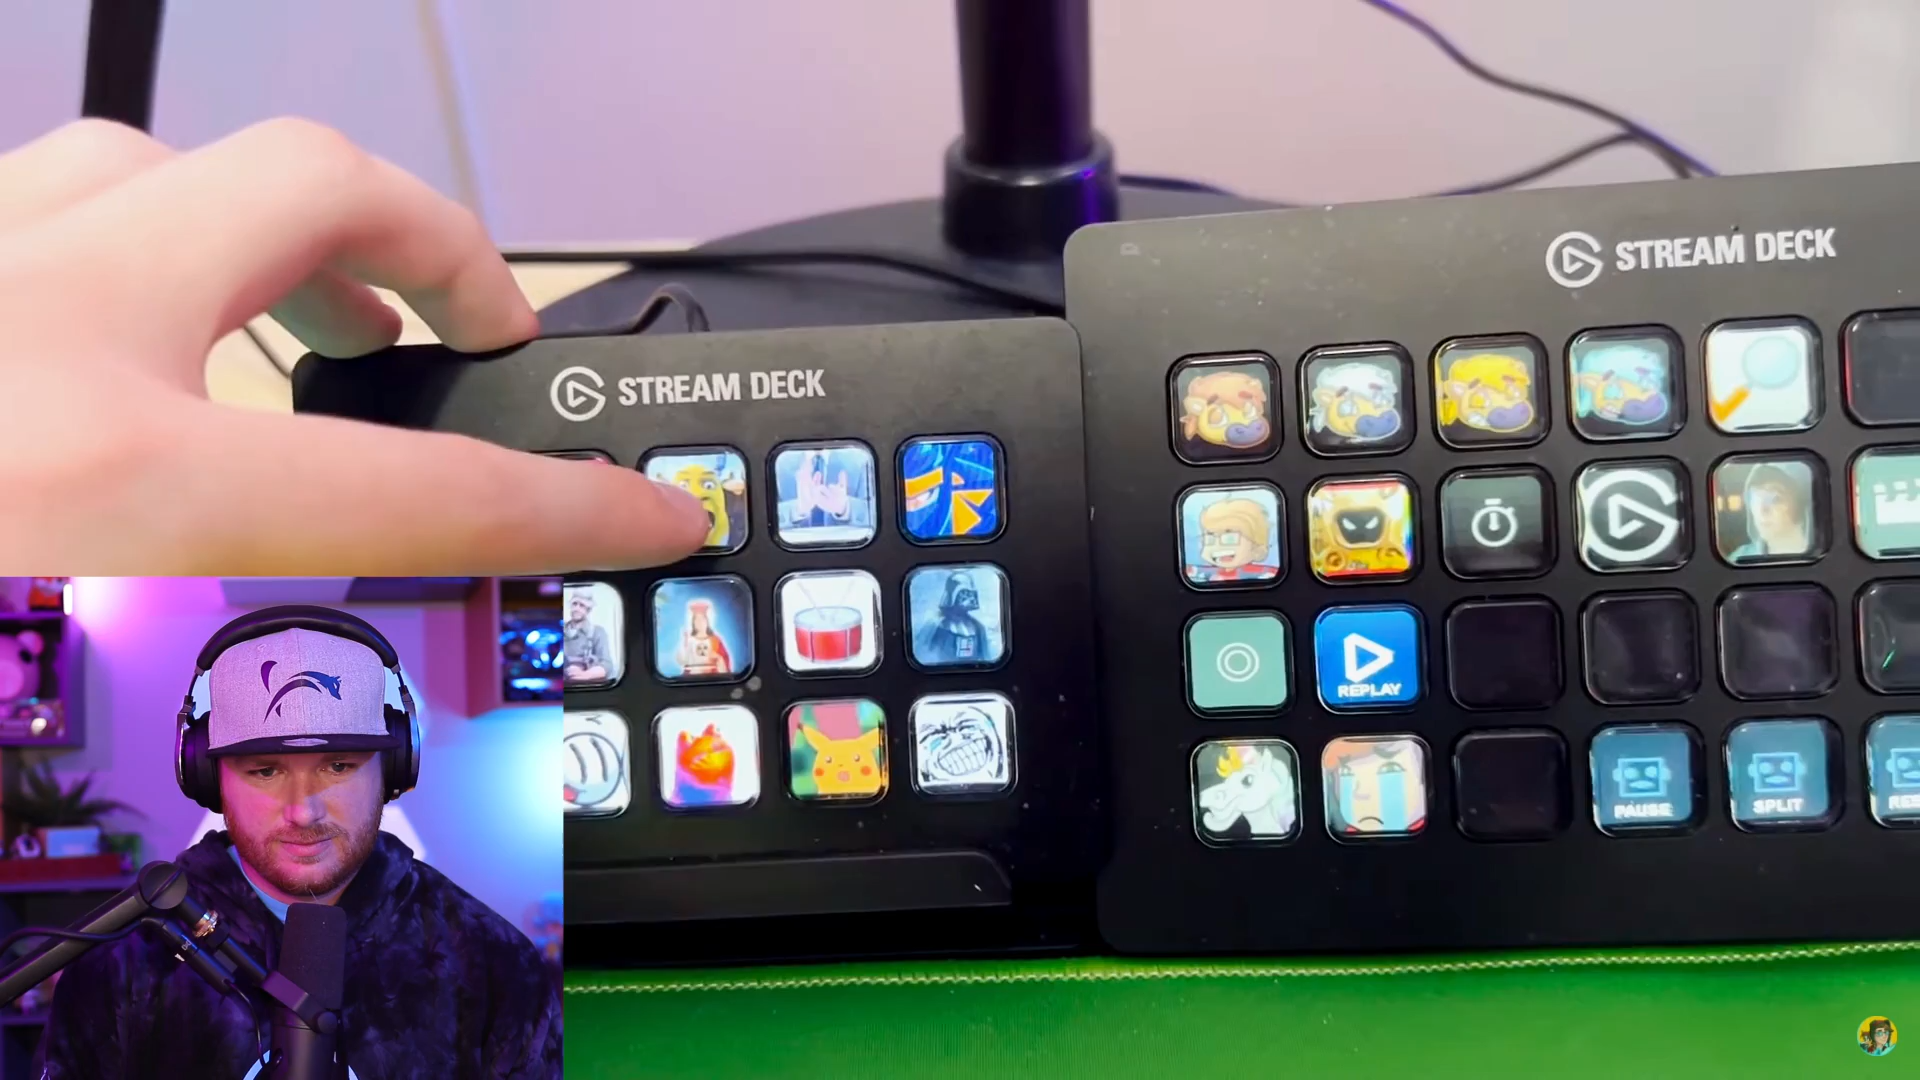 STREAM DECK
STREAM DECK
REPLAY
PAUSE
SPLIT